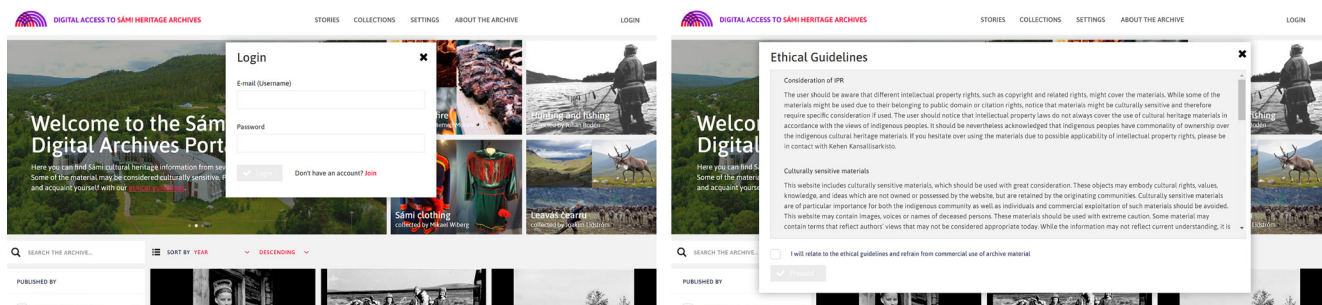 DIGITAL ACCESS TO SÁMI HERITAGE ARCHIVES
STORIES COLLECTIONS SETTINGS ABOUT THE ARCHIVE
LOGIN
Login
E-mail (Username)
Password
Login
Don't have an account? Join
Welcome to the Sám
Digital Archives Port
Here you can find Sámi cultural heritage information from se
Some of the material may be considered culturally sensitive.
and acquaint yourself with our ethical guidelines.
fire
Hunting and fishing
collected by Julian Rodén
Sámi clothing
collected by Mikael Wiberg
Leavaš čearru
collected by Joakim Lidström
SEARCH THE ARCHIVE...
SORT BY YEAR
DESCENDING
PUBLISHED BY
DIGITAL ACCESS TO SÁMI HERITAGE ARCHIVES
STORIES COLLECTIONS SETTINGS ABOUT THE ARCHIVE
LOGIN
Ethical Guidelines
Consideration of IPR
The user should be aware that different intellectual property rights, such as copyright and related rights, might cover the materials. While some of the
materials might be used due to their belonging to public domain or citation rights, notice that materials might be culturally sensitive and therefore
require specific consideration if used. The user should notice that intellectual property laws do not always cover the use of cultural heritage materials in
accordance with the views of indigenous peoples. It should be nevertheless acknowledged that indigenous peoples have communality of ownership over
the indigenous cultural heritage materials. If you hesitate over using the materials due to possible applicability of intellectual property rights, please be
in contact with Kehen Kansallisarkisto.
Culturally sensitive materials
This website includes culturally sensitive materials, which should be used with great consideration. These objects may embody cultural rights, values,
knowledge, and ideas which are not owned or possessed by the website, but are retained by the originating communities. Culturally sensitive materials
are of particular importance for both the indigenous community as well as individuals and commercial exploitation of such materials should be avoided.
This website may contain images, voices or names of deceased persons. These materials should be used with extreme caution. Some material may
contain terms that reflect authors' views that may not be considered appropriate today. While the information may not reflect current understanding, it is
I will relate to the ethical guidelines and refrain from commercial use of archive material
Proceed
Welco
Digital
Here you can find S
Some of the materia
and acquaint yourse
shing
Rodén
Lidström
SEARCH THE ARCHIVE...
PUBLISHED BY